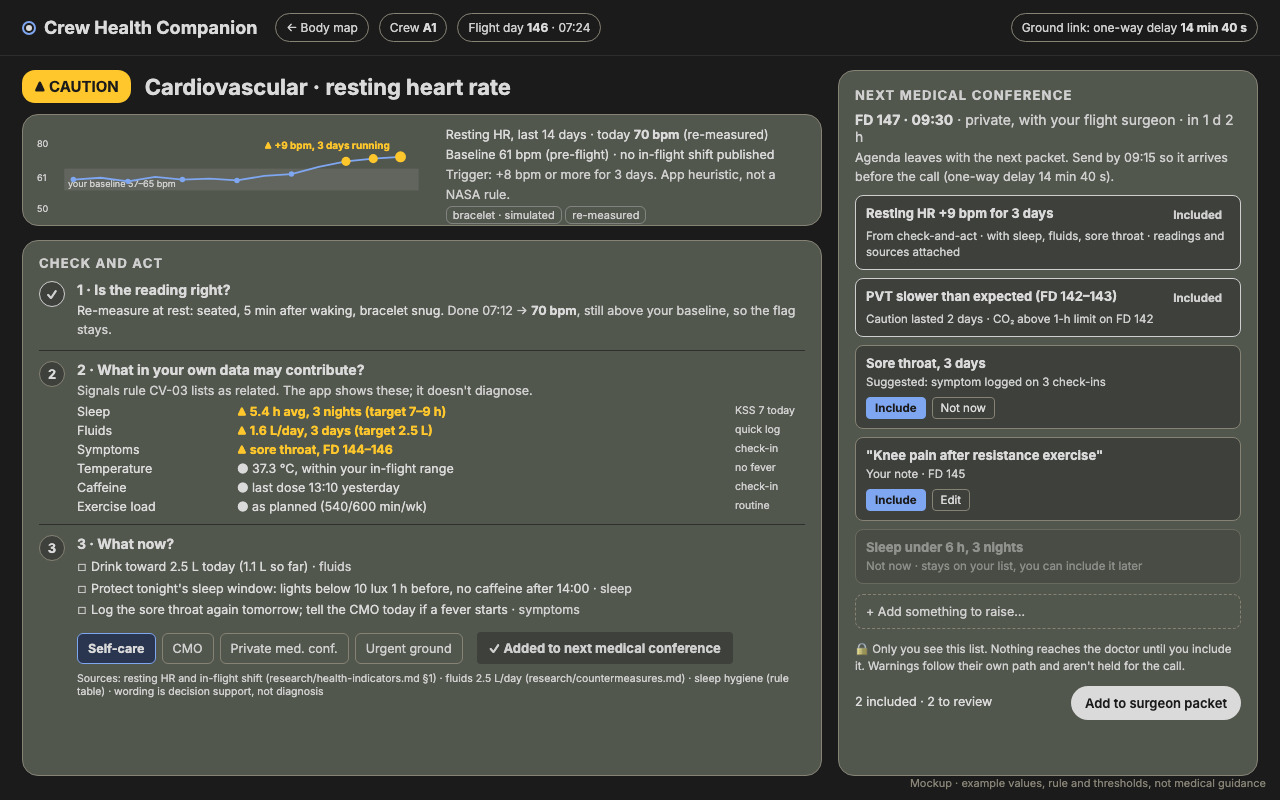 Crew Health Companion
← Body map
Crew A1
Flight day 146 · 07:24
Ground link: one-way delay 14 min 40 s
▲ CAUTION
Cardiovascular · resting heart rate
80
61
50
▲ +9 bpm, 3 days running
your baseline 57–65 bpm
Resting HR, last 14 days · today 70 bpm (re-measured)
Baseline 61 bpm (pre-flight) · no in-flight shift published
Trigger: +8 bpm or more for 3 days. App heuristic, not a
NASA rule.
bracelet · simulated
re-measured
CHECK AND ACT
✓
1 · Is the reading right?
Re-measure at rest: seated, 5 min after waking, bracelet snug. Done 07:12 → 70 bpm, still above your baseline, so the flag
stays.
2
2 · What in your own data may contribute?
Signals rule CV-03 lists as related. The app shows these; it doesn't diagnose.
Sleep ▲ 5.4 h avg, 3 nights (target 7–9 h) KSS 7 today
Fluids ▲ 1.6 L/day, 3 days (target 2.5 L) quick log
Symptoms ▲ sore throat, FD 144–146 check-in
Temperature ● 37.3 °C, within your in-flight range no fever
Caffeine ● last dose 13:10 yesterday check-in
Exercise load ● as planned (540/600 min/wk) routine
3
3 · What now?
□ Drink toward 2.5 L today (1.1 L so far) · fluids
□ Protect tonight's sleep window: lights below 10 lux 1 h before, no caffeine after 14:00 · sleep
□ Log the sore throat again tomorrow; tell the CMO today if a fever starts · symptoms
Self-care
CMO
Private med. conf.
Urgent ground
✓ Added to next medical conference
Sources: resting HR and in-flight shift (research/health-indicators.md §1) · fluids 2.5 L/day (research/countermeasures.md) · sleep hygiene (rule
table) · wording is decision support, not diagnosis
NEXT MEDICAL CONFERENCE
FD 147 · 09:30 · private, with your flight surgeon · in 1 d 2
h
Agenda leaves with the next packet. Send by 09:15 so it arrives
before the call (one-way delay 14 min 40 s).
Resting HR +9 bpm for 3 days
Included
From check-and-act · with sleep, fluids, sore throat · readings and
sources attached
PVT slower than expected (FD 142–143)
Included
Caution lasted 2 days · CO₂ above 1-h limit on FD 142
Sore throat, 3 days
Suggested: symptom logged on 3 check-ins
Include
Not now
"Knee pain after resistance exercise"
Your note · FD 145
Include
Edit
Sleep under 6 h, 3 nights
Not now · stays on your list, you can include it later
+ Add something to raise...
🔒 Only you see this list. Nothing reaches the doctor until you include
it. Warnings follow their own path and aren't held for the call.
2 included · 2 to review
Add to surgeon packet
Mockup · example values, rule and thresholds, not medical guidance